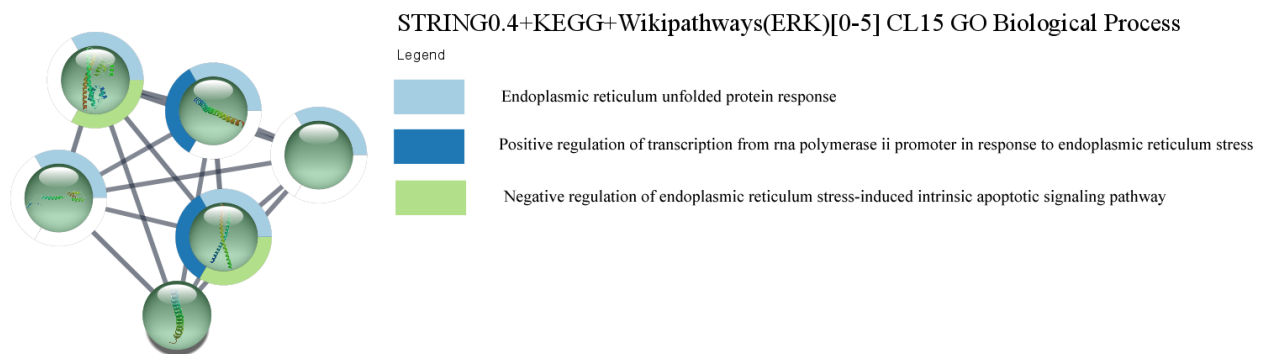 STRING0.4+KEGG+Wikipathways(ERK)[0-5] CL15 GO Biological Process
Legend
Endoplasmic reticulum unfolded protein response
Positive regulation of transcription from rna polymerase ii promoter in response to endoplasmic reticulum stress
Negative regulation of endoplasmic reticulum stress-induced intrinsic apoptotic signaling pathway